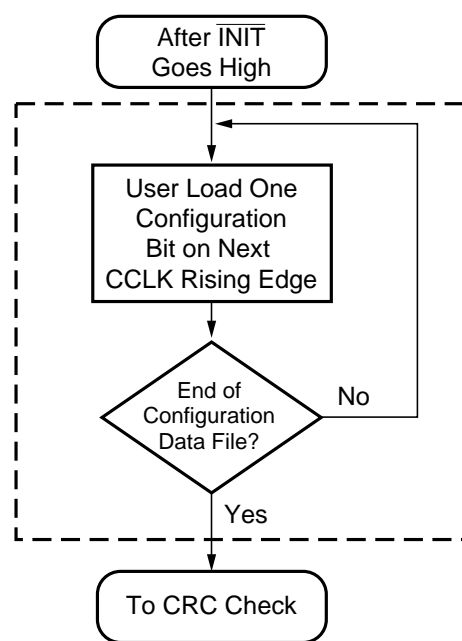 After INIT
Goes High
User Load One
Configuration
Bit on Next
CCLK Rising Edge
End of
Configuration
Data File?
No
Yes
To CRC Check